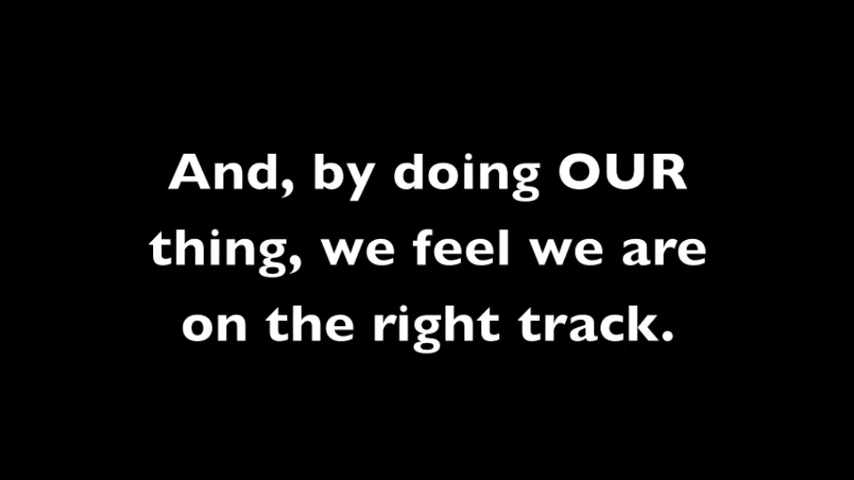 And, by doing OUR
thing, we feel we are
on the right track.